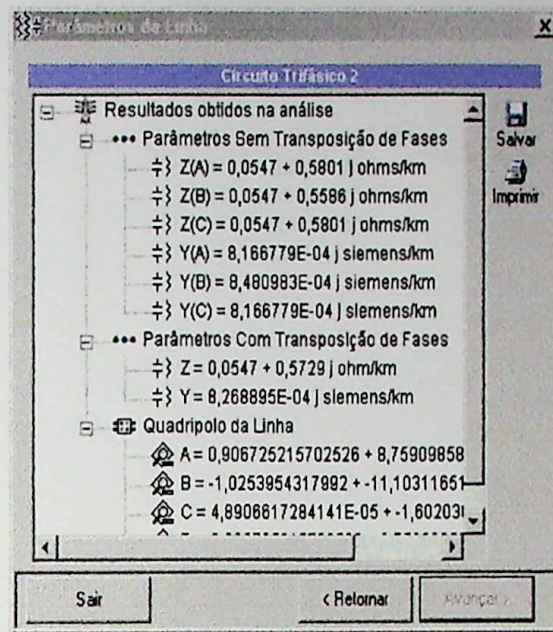 Parâmetros de Linha
Circuito Trifásico 2
Resultados obtidos na análise
Parâmetros Sem Transposição de Fases
Z(A) = 0,0547 + 0,5801 j ohms/km
Z(B) = 0,0547 + 0,5586 j ohms/km
Z(C) = 0,0547 + 0,5801 j ohms/km
Y(A) = 8,166779E-04 j siemens/km
Y(B) = 8,480983E-04 j siemens/km
Y(C) = 8,166779E-04 j siemens/km
Parâmetros Com Transposição de Fases
Z = 0,0547 + 0,5729 j ohm/km
Y = 8,268895E-04 j siemens/km
Quadripolo da Linha
A = 0,906725215702526 + 8,75909858
B = -1,0253954317992 + -11,10311651
C = 4,8906617284141E-05 + -1,60203
Salvar
Imprimir
Sair
< Retornar
Avançar >